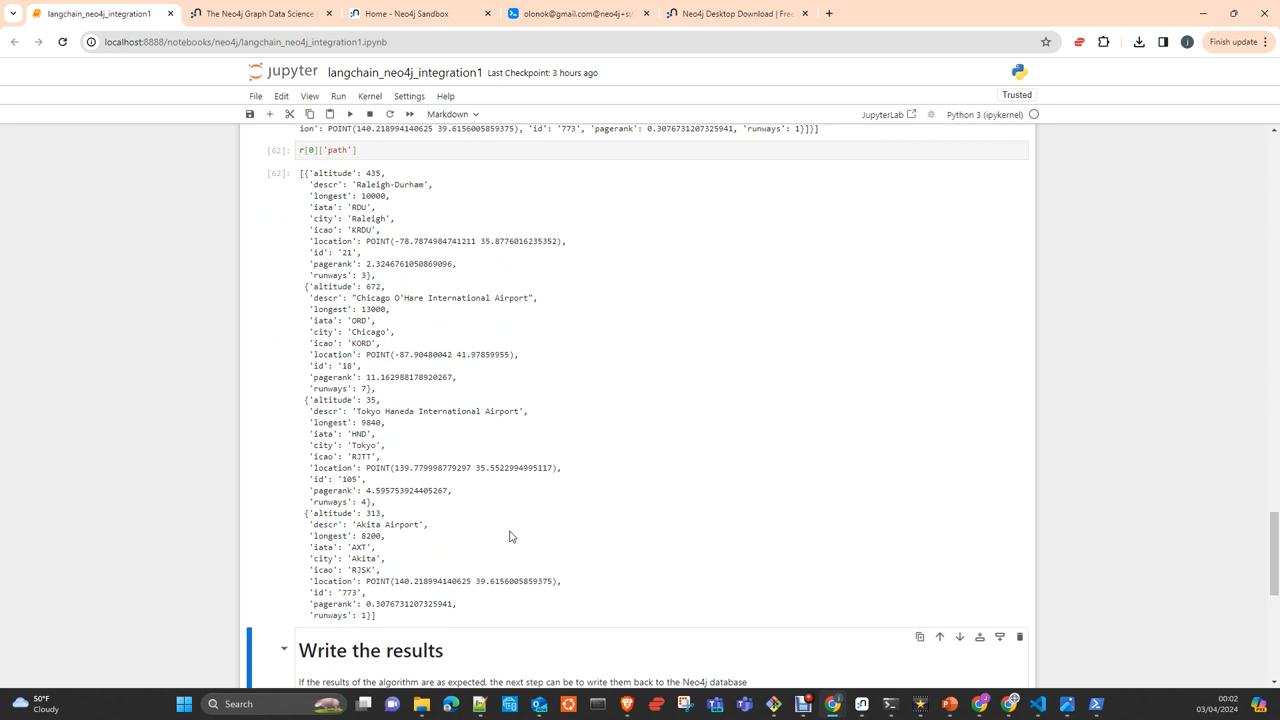 langchain_neo4j_integration1
The Neo4j Graph Data Science
Home - Neo4j Sandbox
olonok@gmail.com@neo4j+s:/
Neo4j Desktop Download | Free
localhost:8888/notebooks/neo4j/langchain_neo4j_integration1.ipynb
Finish update
jupyter langchain_neo4j_integration1 Last Checkpoint: 3 hours ago
File Edit View Run Kernel Settings Help
Trusted
Markdown
JupyterLab
Python 3 (ipykernel)
ion': POINT(140.218994140625 39.6156005859375), 'id': '773', 'pagerank': 0.3076731207325941, 'runways': 1}]}]
[62]: r[0]['path']
[62]: [{'altitude': 435,
'descr': 'Raleigh-Durham',
'longest': 10000,
'iata': 'RDU',
'city': 'Raleigh',
'icao': 'KRDU',
'location': POINT(-78.7874984741211 35.8776016235352),
'id': '21',
'pagerank': 2.3246761050869096,
'runways': 3},
{'altitude': 672,
'descr': "Chicago O'Hare International Airport",
'longest': 13000,
'iata': 'ORD',
'city': 'Chicago',
'icao': 'KORD',
'location': POINT(-87.90480042 41.97859955),
'id': '18',
'pagerank': 11.162988178920267,
'runways': 7},
{'altitude': 35,
'descr': 'Tokyo Haneda International Airport',
'longest': 9840,
'iata': 'HND',
'city': 'Tokyo',
'icao': 'RJTT',
'location': POINT(139.779998779297 35.5522994995117),
'id': '105',
'pagerank': 4.595753924405267,
'runways': 4},
{'altitude': 313,
'descr': 'Akita Airport',
'longest': 8200,
'iata': 'AXT',
'city': 'Akita',
'icao': 'RJSK',
'location': POINT(140.218994140625 39.6156005859375),
'id': '773',
'pagerank': 0.3076731207325941,
'runways': 1}]
Write the results
If the results of the algorithm are as expected, the next step can be to write them back to the Neo4j database
50°F
Cloudy
Search
00:02
03/04/2024